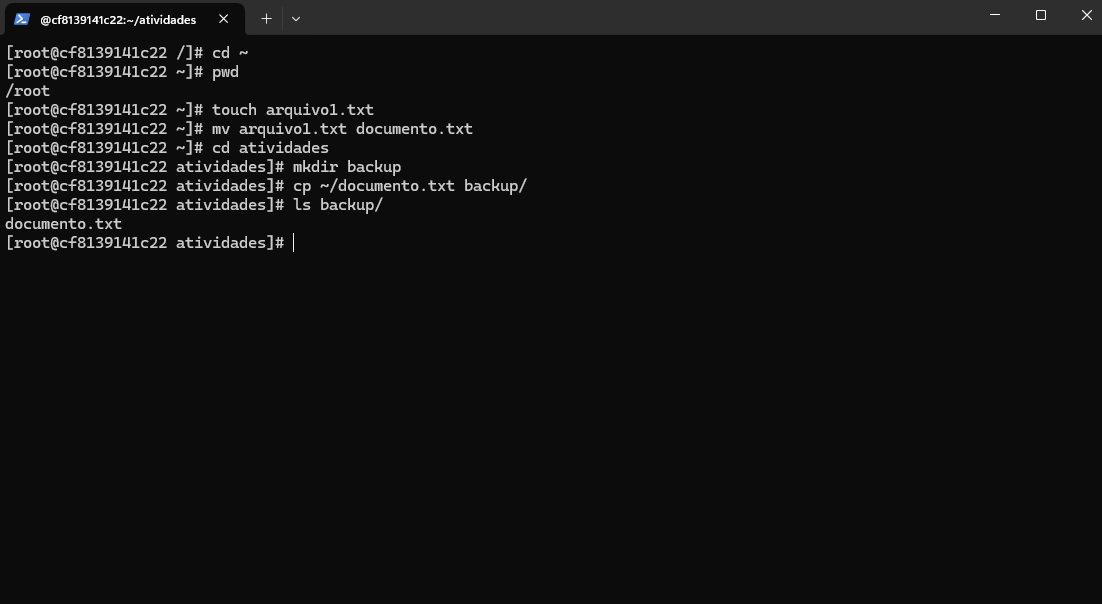 @cf8139141c22:~/atividades
[root@cf8139141c22 /]# cd ~
[root@cf8139141c22 ~]# pwd
/root
[root@cf8139141c22 ~]# touch arquivo1.txt
[root@cf8139141c22 ~]# mv arquivo1.txt documento.txt
[root@cf8139141c22 ~]# cd atividades
[root@cf8139141c22 atividades]# mkdir backup
[root@cf8139141c22 atividades]# cp ~/documento.txt backup/
[root@cf8139141c22 atividades]# ls backup/
documento.txt
[root@cf8139141c22 atividades]#